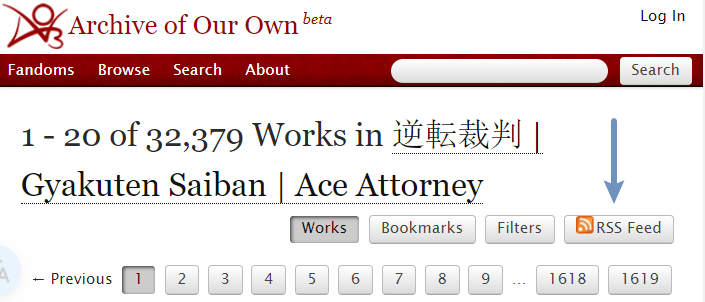 Archive of Our Own beta
Log In
Fandoms Browse Search About Search
1 - 20 of 32,379 Works in 逆転裁判 |
Gyakuten Saiban | Ace Attorney
Works Bookmarks Filters RSS Feed
← Previous 1 2 3 4 5 6 7 8 9 … 1618 1619